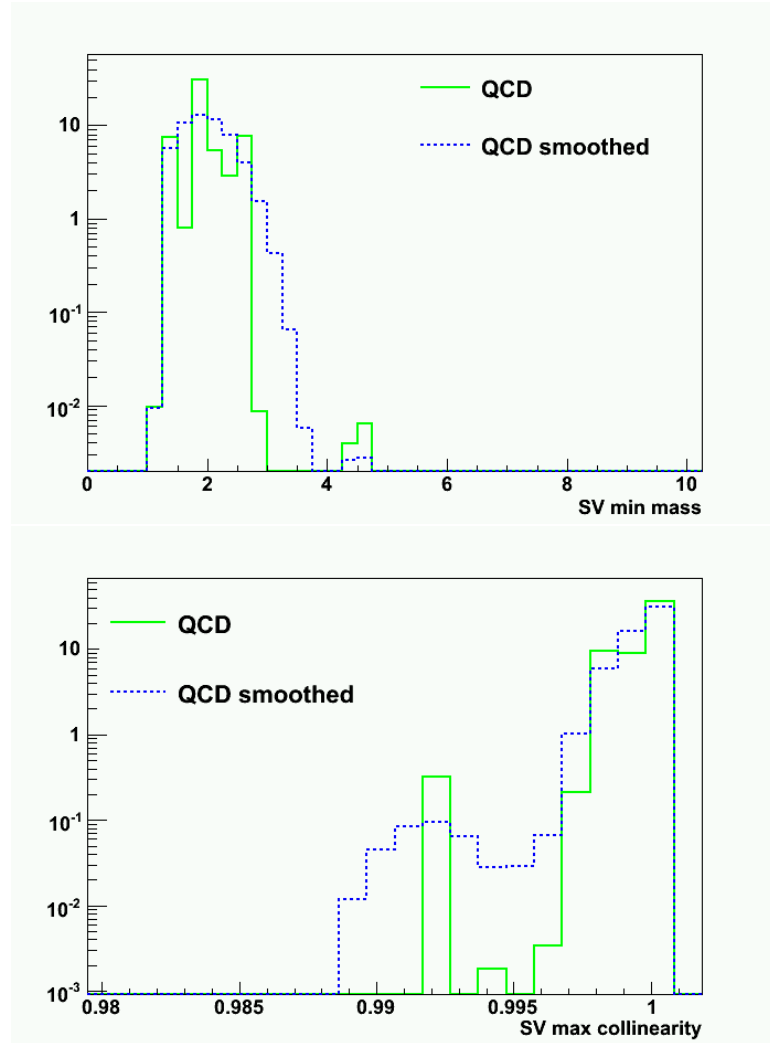 QCD
QCD smoothed
10
1
10-1
10-2
0 2 4 6 8 10
SV min mass
QCD
QCD smoothed
10
1
10-1
10-2
10-3
0.98 0.985 0.99 0.995 1
SV max collinearity